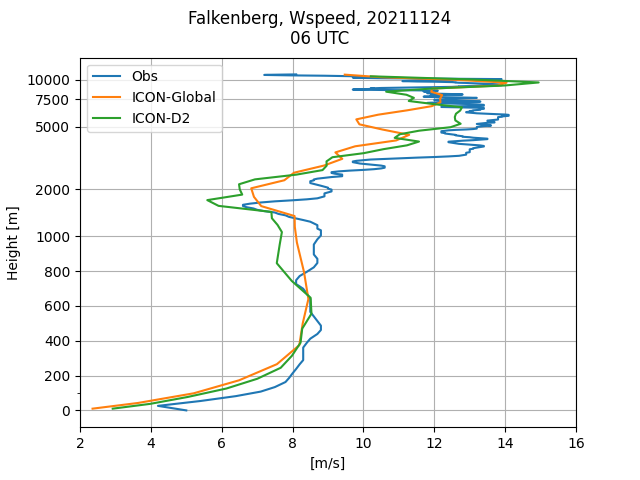 Falkenberg, Wspeed, 20211124
06 UTC
Obs
ICON-Global
ICON-D2
10000
7500
5000
2000
1000
800
600
400
200
0
Height [m]
2 4 6 8 10 12 14 16
[m/s]